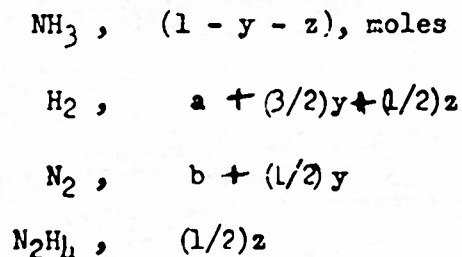 NH3 , (1 - y - z), moles
H2 , a + (3/2)y+(1/2)z
N2 , b + (1/2)y
N2H4 , (1/2)z